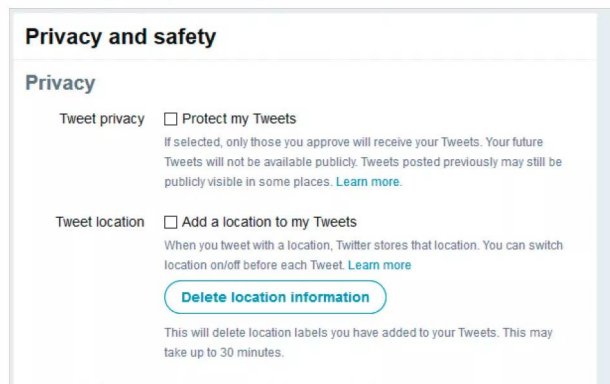 Privacy and safety
Privacy
Tweet privacy Protect my Tweets
If selected, only those you approve will receive your Tweets. Your future
Tweets will not be available publicly. Tweets posted previously may still be
publicly visible in some places. Learn more.
Tweet location Add a location to my Tweets
When you tweet with a location, Twitter stores that location. You can switch
location on/off before each Tweet. Learn more
Delete location information
This will delete location labels you have added to your Tweets. This may
take up to 30 minutes.